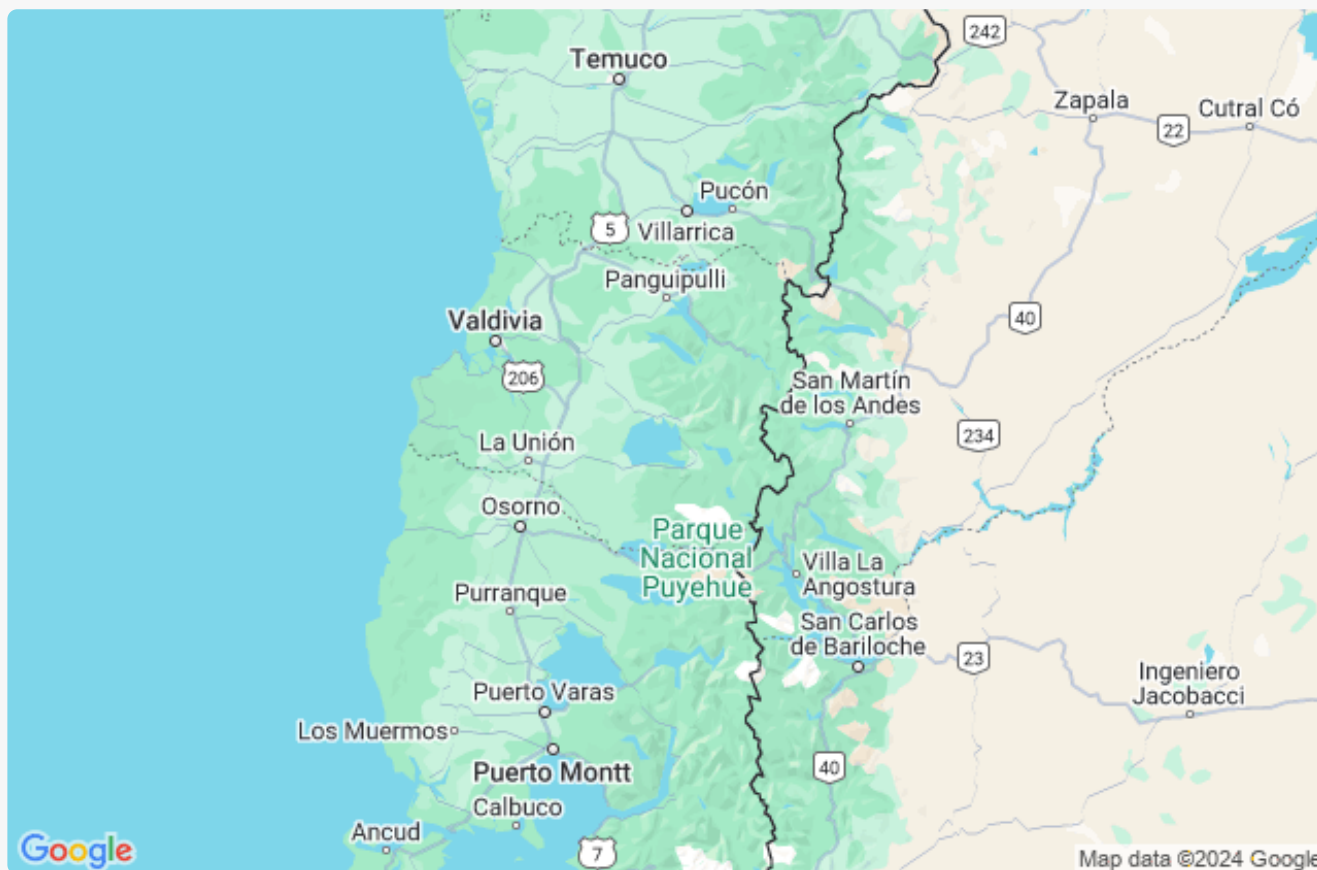 242
Temuco
Zapala
Cutral Có
22
Pucón
5
Villarrica
Panguipulli
40
Valdivia
206
San Martín
de los Andes
La Unión
234
Osorno
Parque
Nacional
Puyehue
Villa La
Angostura
Purranque
San Carlos
de Bariloche
23
Ingeniero
Jacobacci
Puerto Varas
Los Muermos
Puerto Montt
40
Calbuco
Ancud
7
Google
Map data ©2024 Google